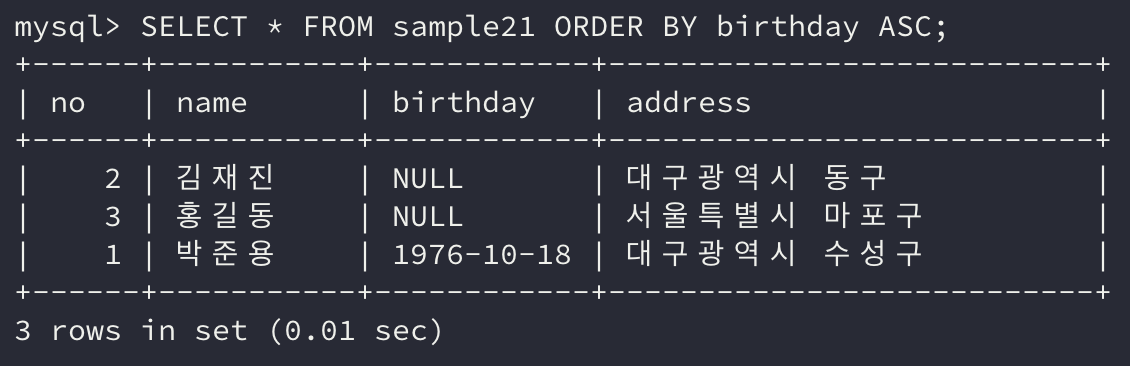 mysql> SELECT * FROM sample21 ORDER BY birthday ASC;
+------+-----------+------------+---------------------------+
| no   | name      | birthday   | address                   |
+------+-----------+------------+---------------------------+
|    2 | 김재진    | NULL       | 대구광역시 동구           |
|    3 | 홍길동    | NULL       | 서울특별시 마포구         |
|    1 | 박준용    | 1976-10-18 | 대구광역시 수성구         |
+------+-----------+------------+---------------------------+
3 rows in set (0.01 sec)